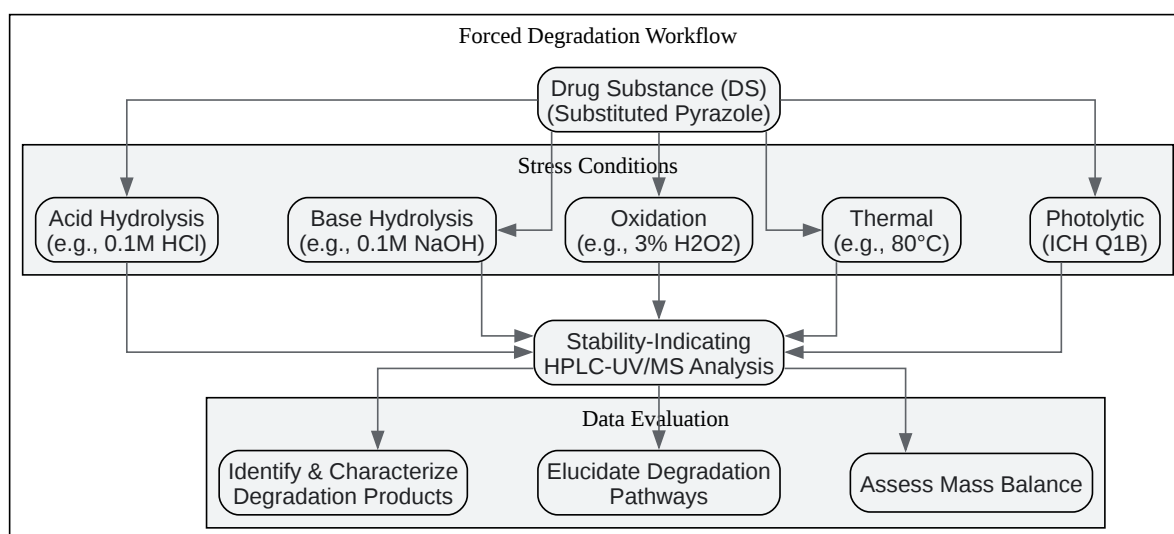 Forced Degradation Workflow
Drug Substance (DS)
(Substituted Pyrazole)
Stress Conditions
Acid Hydrolysis
(e.g., 0.1M HCl)
Base Hydrolysis
(e.g., 0.1M NaOH)
Oxidation
(e.g., 3% H2O2)
Thermal
(e.g., 80°C)
Photolytic
(ICH Q1B)
Stability-Indicating
HPLC-UV/MS Analysis
Data Evaluation
Identify & Characterize
Degradation Products
Elucidate Degradation
Pathways
Assess Mass Balance